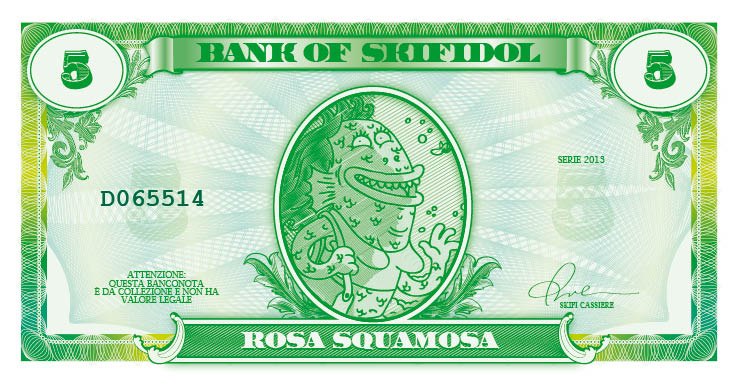 BANK OF SKIFIDOL
5
5
SERIE 2013
D065514
5
5
ATTENZIONE:
QUESTA BANCONOTA
È DA COLLEZIONE E NON HA
VALORE LEGALE
SKIFI CASSIERE
ROSA SQUAMOSA